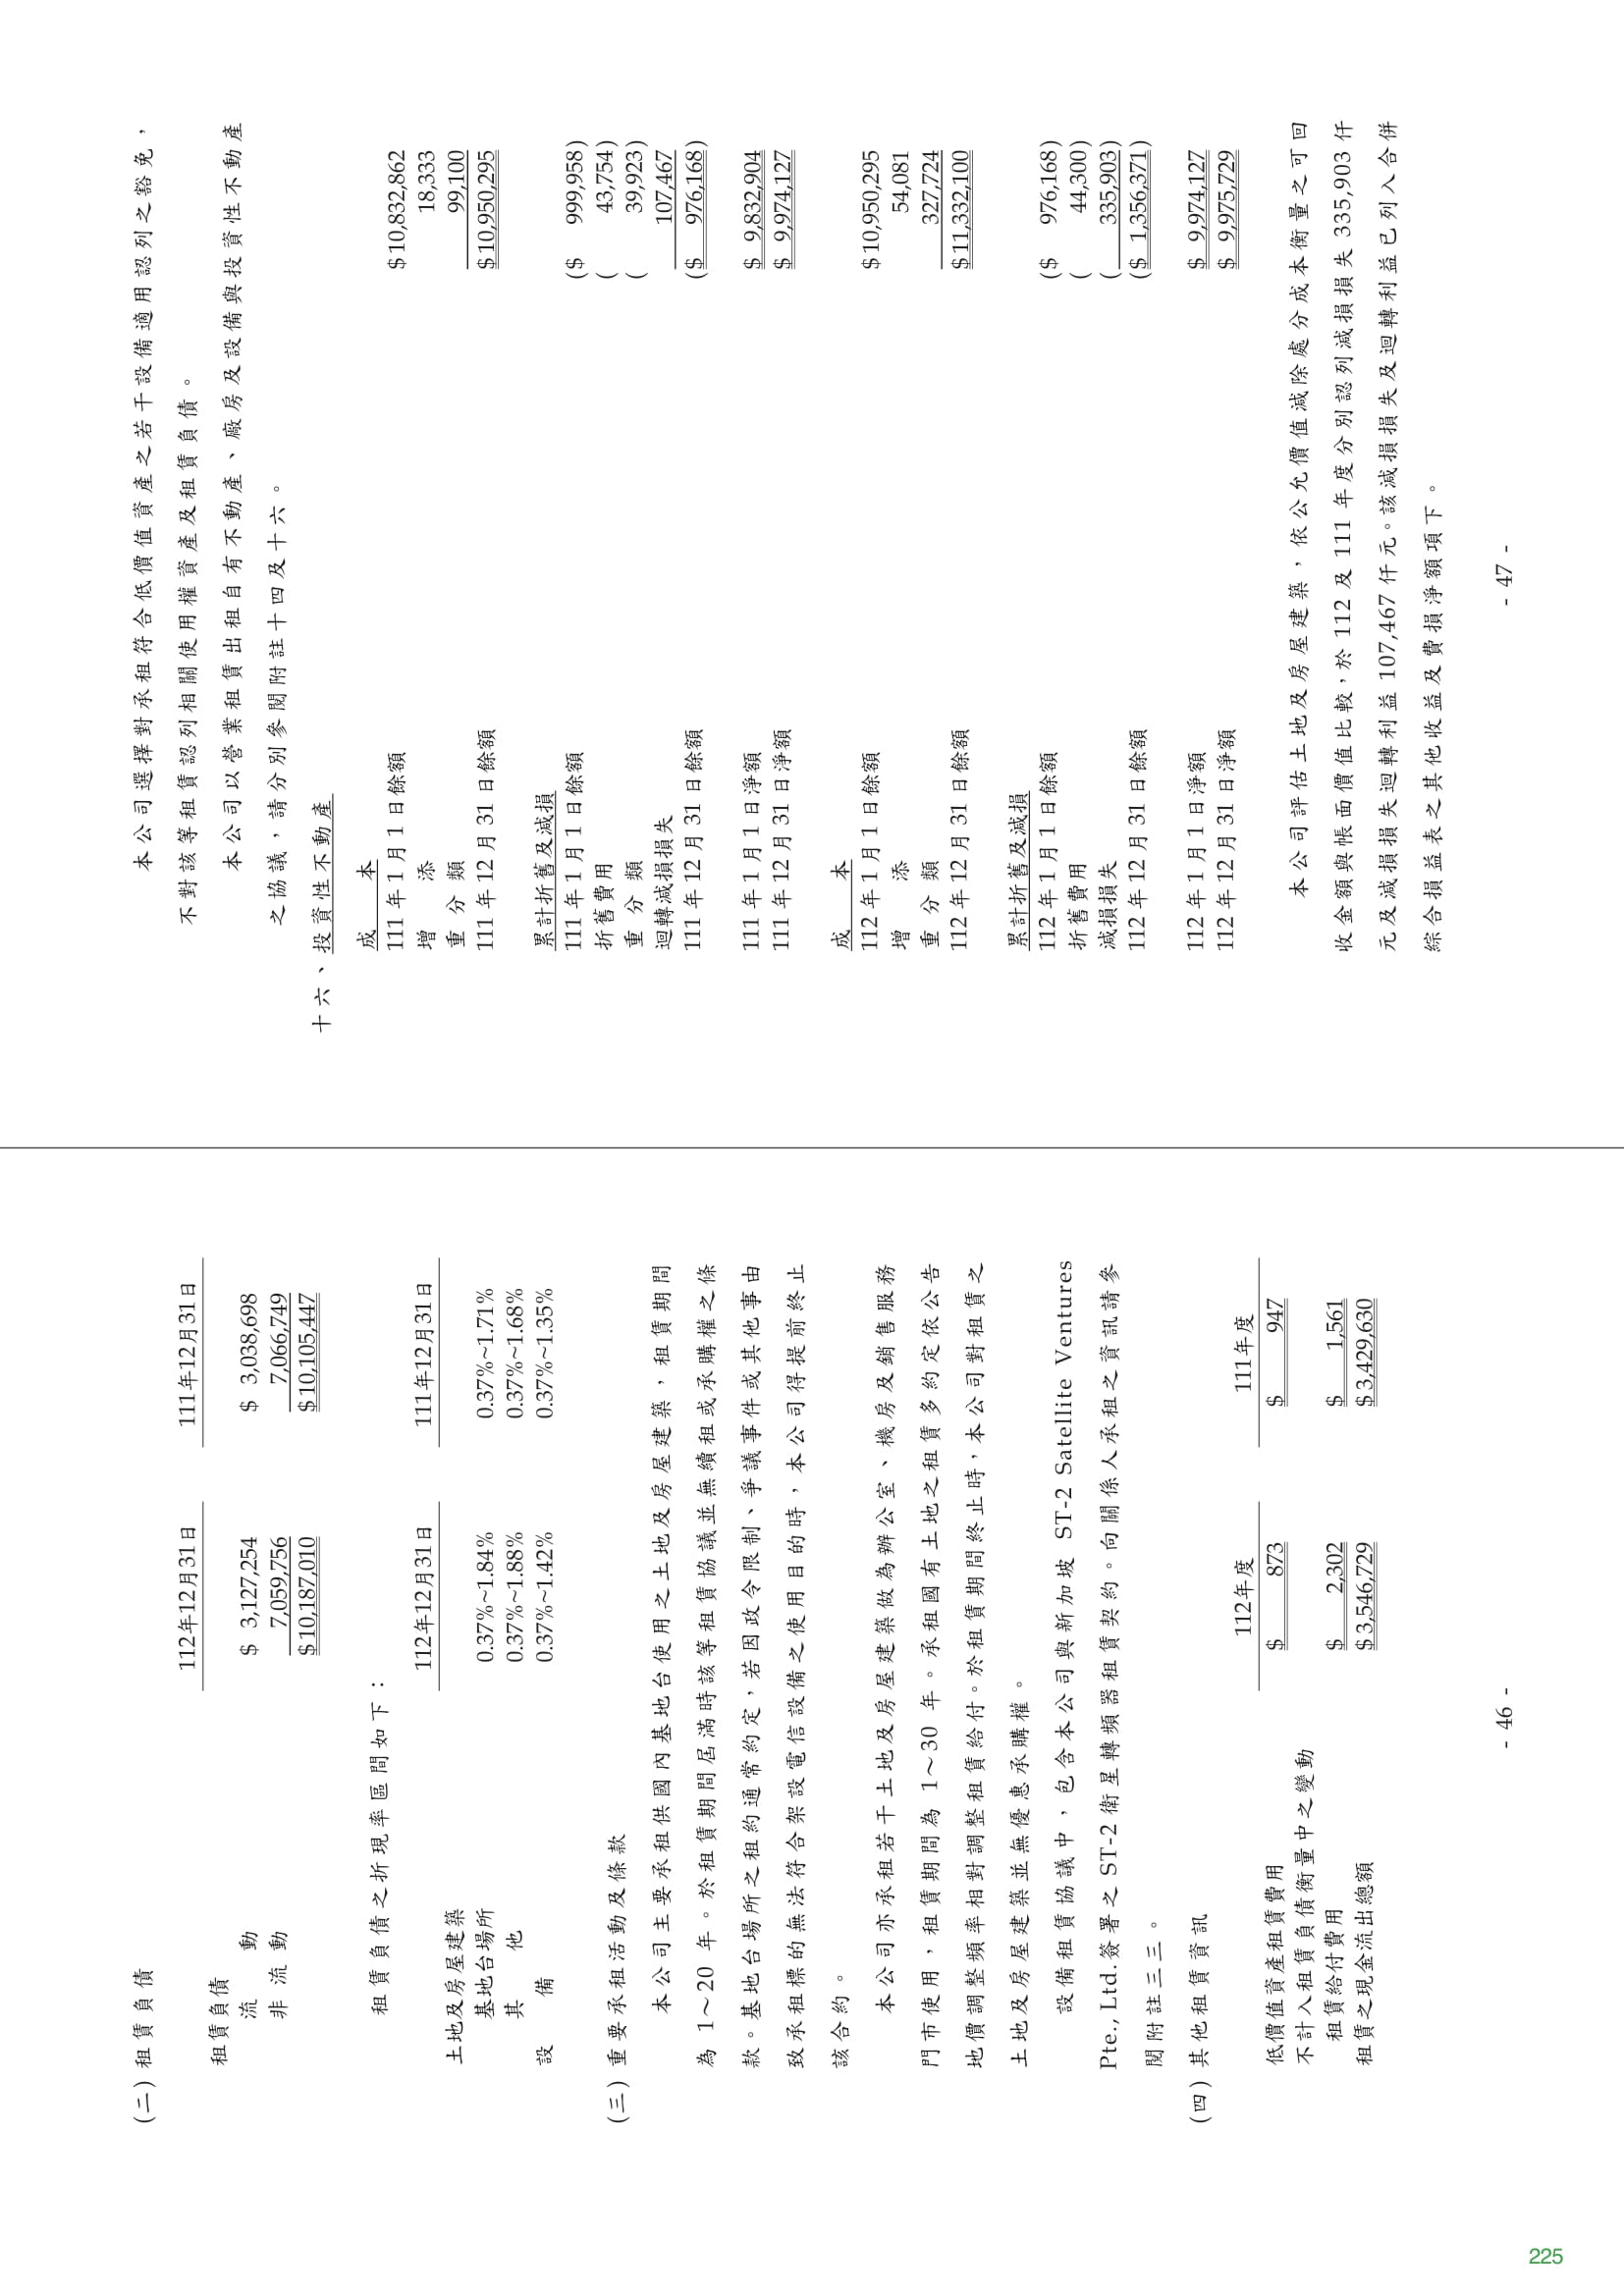 (二) 租賃負債
112年12月31日 111年12月31日
租賃負債
流　　動 $ 3,127,254 $ 3,038,698
非 流 動 7,059,756 7,066,749
$ 10,187,010 $ 10,105,447
租賃負債之折現率區間如下：
112年12月31日 111年12月31日
土地及房屋建築
基地台場所 0.37%~1.84% 0.37%~1.71%
其　　他 0.37%~1.88% 0.37%~1.68%
設　　備 0.37%~1.42% 0.37%~1.35%
(三) 重要承租活動及條款
本公司主要承租供國內基地台使用之土地及房屋建築，租賃期間
為 1～20 年。於租賃期間屆滿時該等租賃協議並無續租或承購權之條
款。基地台場所之租約通常約定，若因政令限制、爭議事件或其他事由
致承租標的無法符合架設電信設備之使用目的時，本公司得提前終止
該合約。
本公司亦承租若干土地及房屋建築做為辦公室、機房及銷售服務
門市使用，租賃期間為 1～30 年。承租國有土地之租賃多約定依公告
地價調整頻率相對調整租賃給付。於租賃期間終止時，本公司對租賃之
土地及房屋建築並無優惠承購權。
設備租賃協議中，包含本公司與新加坡 ST-2 Satellite Ventures
Pte., Ltd.簽署之 ST-2 衛星轉頻器租賃契約。向關係人承租之資訊請參
閱附註三三。
(四) 其他租賃資訊
112年度 111年度
低價值資產租賃費用 $ 873 $ 947
不計入租賃負債衡量中之變動
租賃給付費用 $ 2,302 $ 1,561
租賃之現金流出總額 $ 3,546,729 $ 3,429,630
- 46 -
本公司選擇對承租符合低價值資產之若干設備適用認列之豁免，
不對該等租賃認列相關使用權資產及租賃負債。
本公司以營業租賃出租自有不動產、廠房及設備與投資性不動產
之協議，請分別參閱附註十四及十六。
十六、投資性不動產
成　　本
111 年 1 月 1 日餘額 $ 10,832,862
增　　添 18,333
重 分 類 99,100
111 年 12 月 31 日餘額 $ 10,950,295
累計折舊及減損
111 年 1 月 1 日餘額 ($ 999,958)
折舊費用 ( 43,754)
重 分 類 ( 39,923)
迴轉減損損失 107,467
111 年 12 月 31 日餘額 ($ 976,168)
111 年 1 月 1 日淨額 $ 9,832,904
111 年 12 月 31 日淨額 $ 9,974,127
成　　本
112 年 1 月 1 日餘額 $ 10,950,295
增　　添 54,081
重 分 類 327,724
112 年 12 月 31 日餘額 $ 11,332,100
累計折舊及減損
112 年 1 月 1 日餘額 ($ 976,168)
折舊費用 ( 44,300)
減損損失 ( 335,903)
112 年 12 月 31 日餘額 ($ 1,356,371)
112 年 1 月 1 日淨額 $ 9,974,127
112 年 12 月 31 日淨額 $ 9,975,729
本公司評估土地及房屋建築，依公允價值減除處分成本衡量之可回
收金額與帳面價值比較，於 112 及 111 年度分別認列減損損失 335,903 仟
元及減損損失迴轉利益 107,467 仟元。該減損損失及迴轉利益已列入合併
綜合損益表之其他收益及費損淨額項下。
- 47 -
225